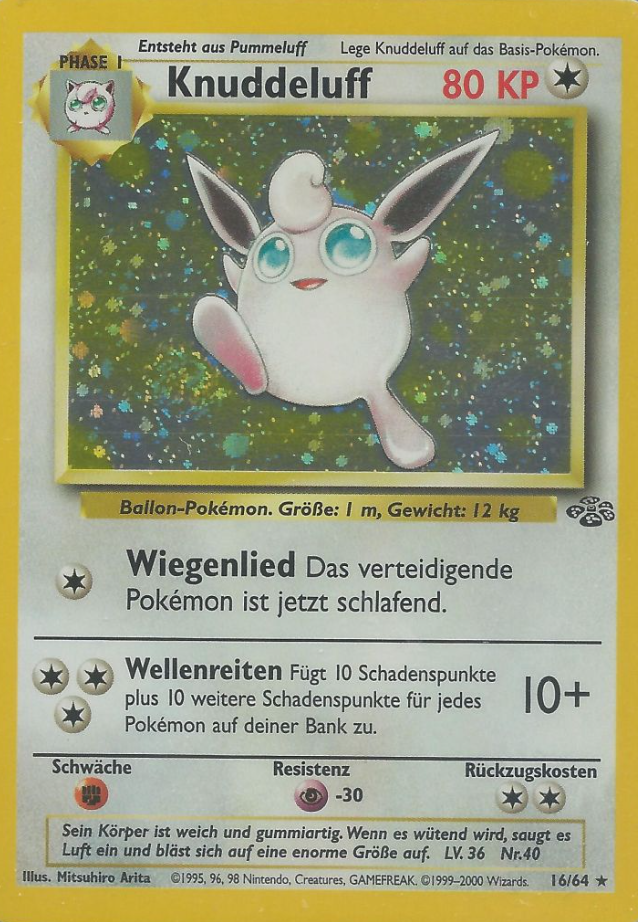 Entsteht aus Pummeluff Lege Knuddeluff auf das Basis-Pokémon.
PHASE 1
Knuddeluff 80 KP
Ballon-Pokémon. Größe: 1 m, Gewicht: 12 kg
Wiegenlied Das verteidigende
Pokémon ist jetzt schlafend.
Wellenreiten Fügt 10 Schadenspunkte
plus 10 weitere Schadenspunkte für jedes
Pokémon auf deiner Bank zu.
10+
Schwäche Resistenz Rückzugskosten
-30
Sein Körper ist weich und gummiartig. Wenn es wütend wird, saugt es
Luft ein und bläst sich auf eine enorme Größe auf. LV. 36 Nr. 40
Illus. Mitsuhiro Arita ©1995, 96, 98 Nintendo, Creatures, GAMEFREAK. ©1999-2000 Wizards. 16/64 ★